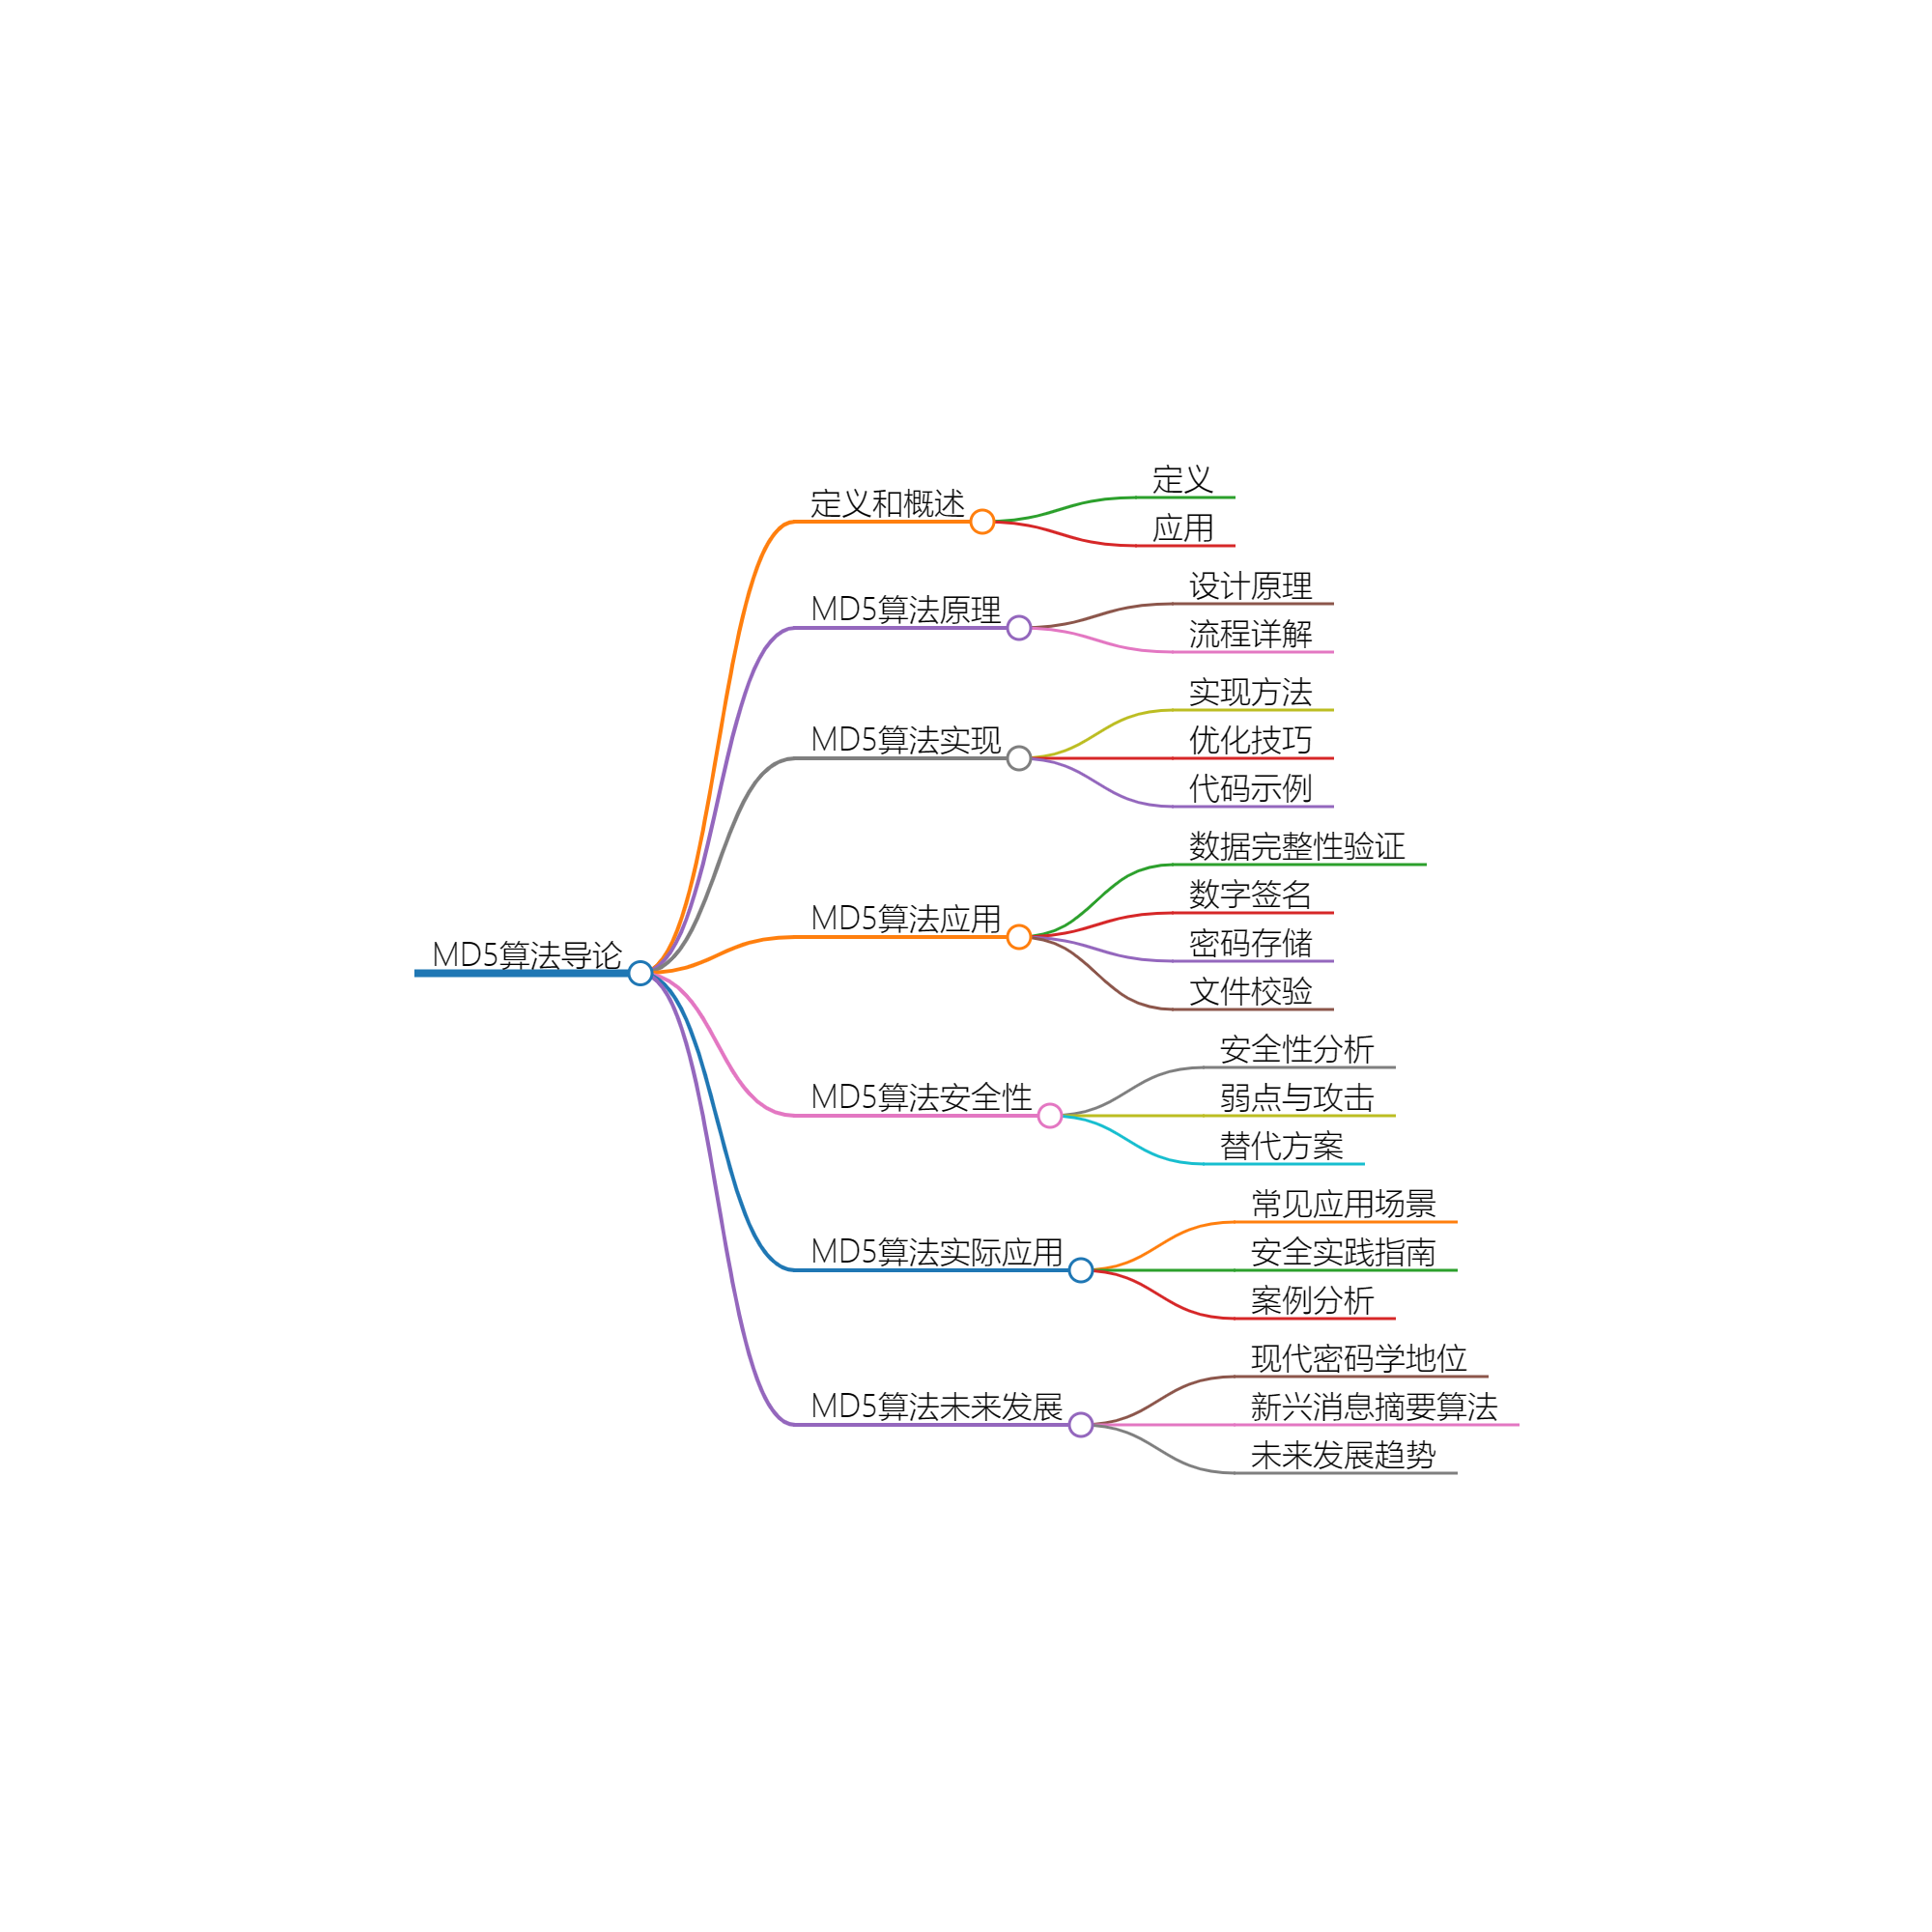 MD5算法导论
定义和概述
定义
应用
MD5算法原理
设计原理
流程详解
MD5算法实现
实现方法
优化技巧
代码示例
MD5算法应用
数据完整性验证
数字签名
密码存储
文件校验
MD5算法安全性
安全性分析
弱点与攻击
替代方案
MD5算法实际应用
常见应用场景
安全实践指南
案例分析
MD5算法未来发展
现代密码学地位
新兴消息摘要算法
未来发展趋势